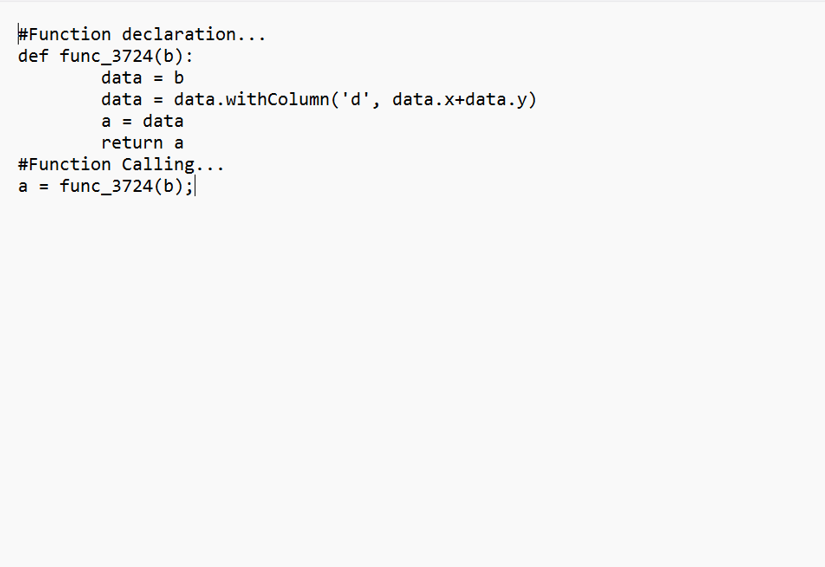 #Function declaration...
def func_3724(b):
        data = b
        data = data.withColumn('d', data.x+data.y)
        a = data
        return a
#Function Calling...
a = func_3724(b);